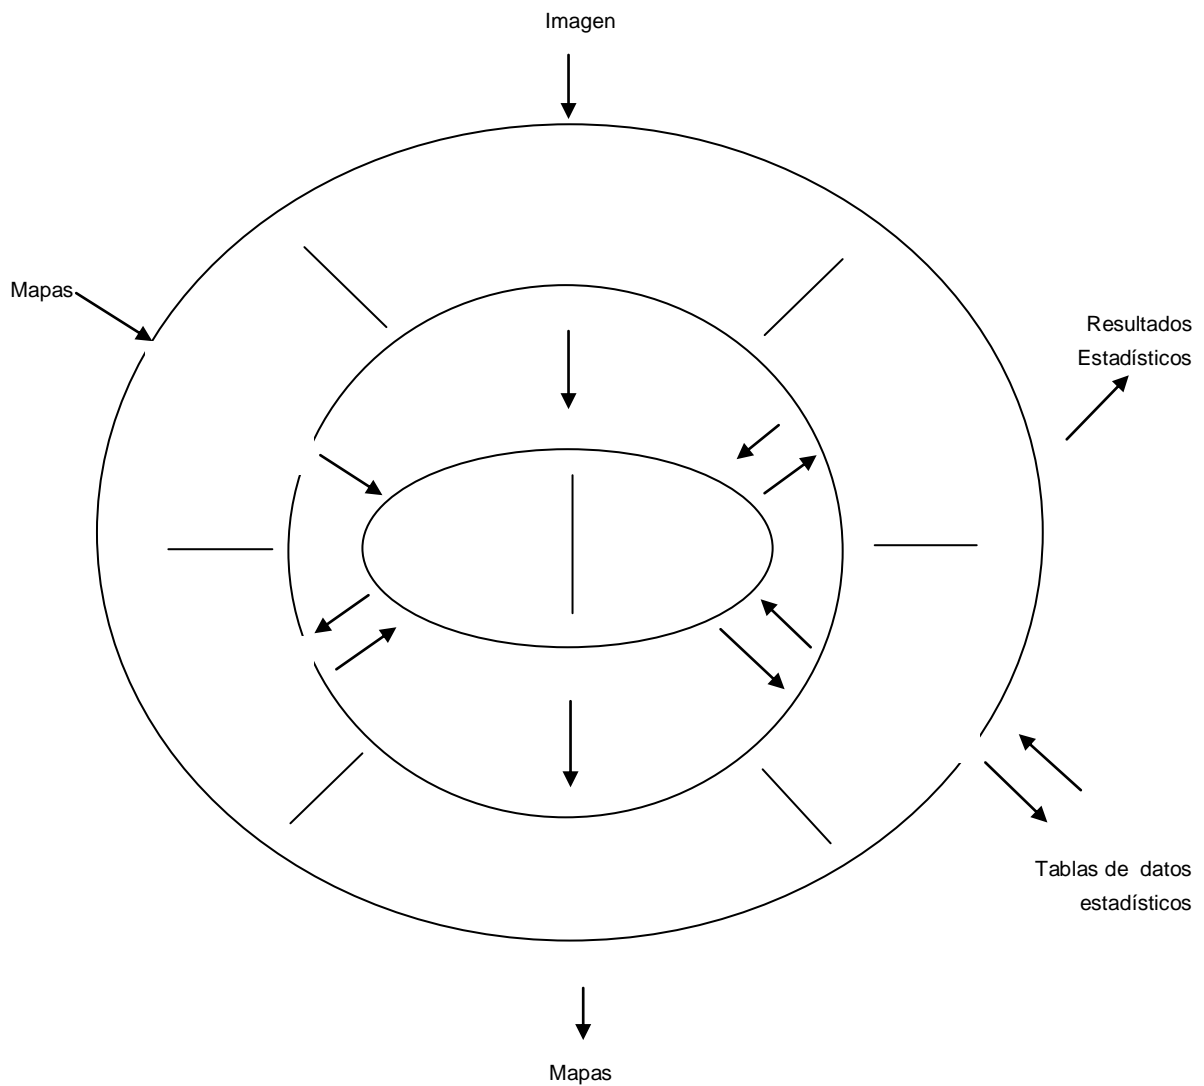 Imagen
Mapas
Resultados
Estadísticos
Tablas de datos
estadísticos
Mapas